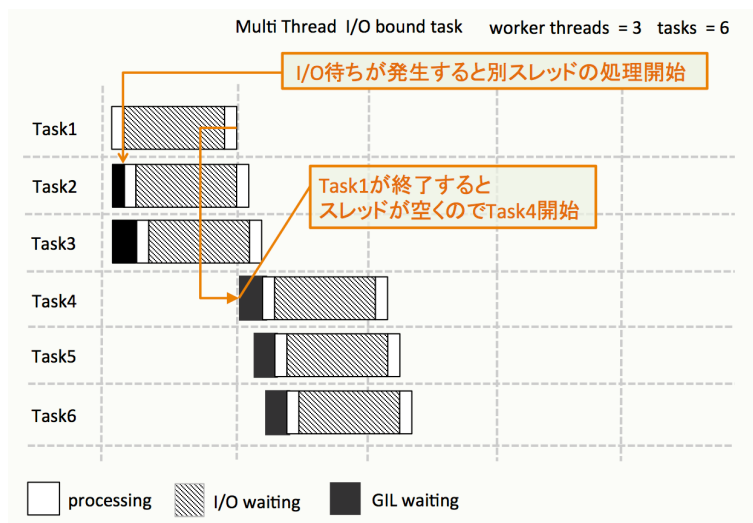 Multi Thread I/O bound task worker threads = 3 tasks = 6
I/O待ちが発生すると別スレッドの処理開始
Task1
Task2
Task1が終了すると
スレッドが空くのでTask4開始
Task3
Task4
Task5
Task6
processing
I/O waiting
GIL waiting